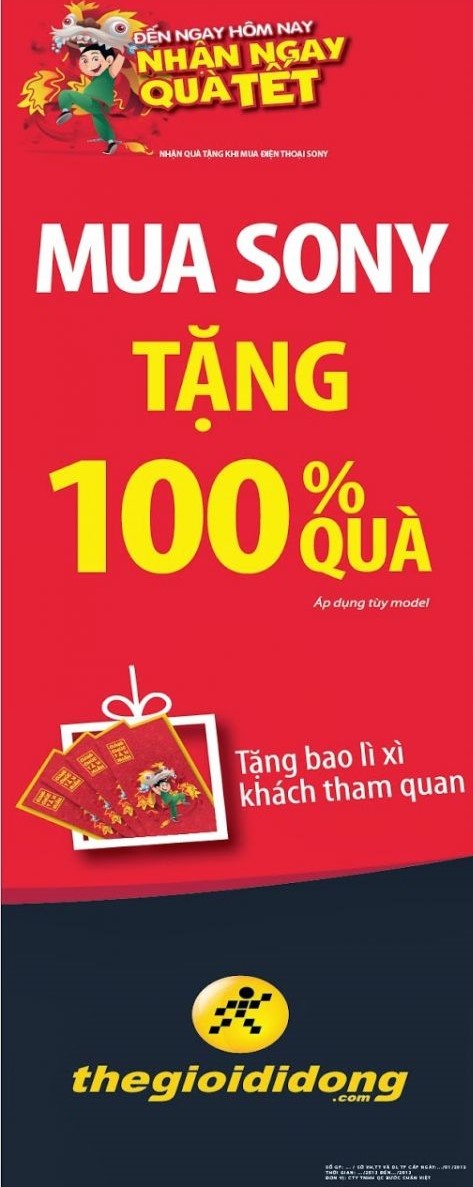 ĐẾN NGAY HÔM NAY
NHẬN NGAY
QUÀ TẾT
NHẬN QUÀ TẶNG KHI MUA ĐIỆN THOẠI SONY
MUA SONY
TẶNG
100% QUÀ
Áp dụng tùy model
Tặng bao lì xì
khách tham quan
thegioididong
.com